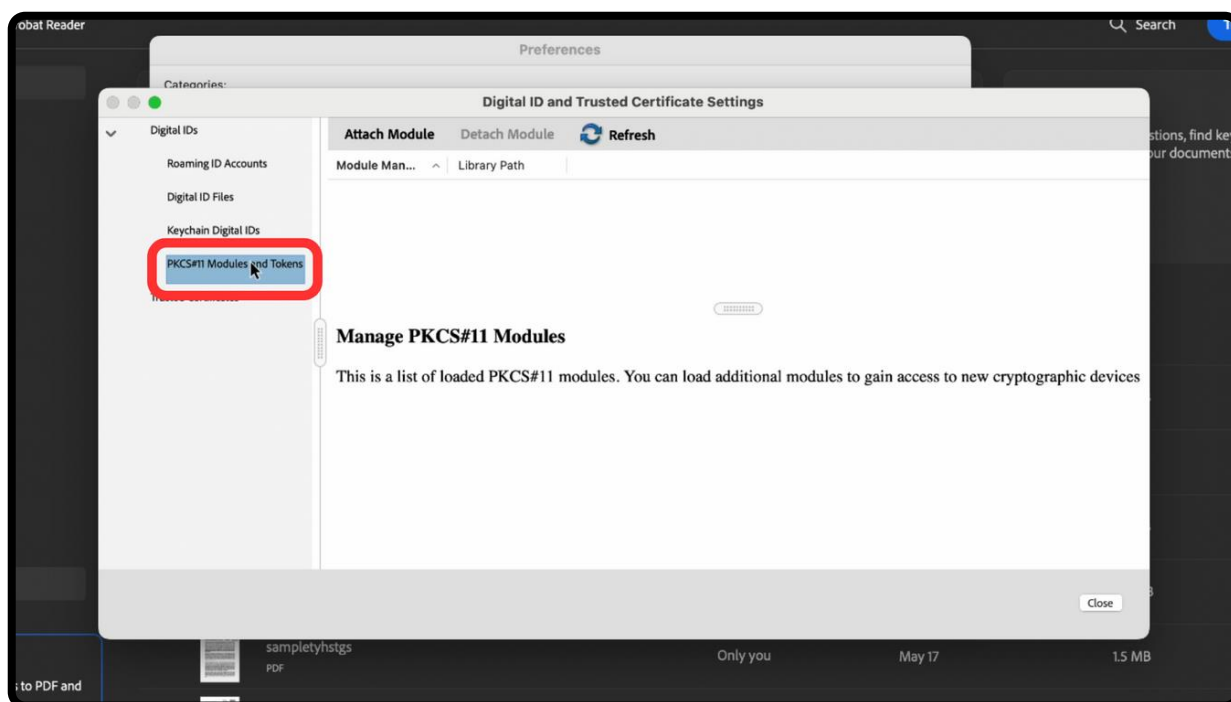 obat Reader
Search
Preferences
Categories:
Digital ID and Trusted Certificate Settings
Digital IDs
Roaming ID Accounts
Digital ID Files
Keychain Digital IDs
PKCS#11 Modules and Tokens
Attach Module
Detach Module
Refresh
Module Man...
Library Path
Manage PKCS#11 Modules
This is a list of loaded PKCS#11 modules. You can load additional modules to gain access to new cryptographic devices
Close
stions, find ke
ur document
sampletyhstgs
PDF
Only you
May 17
1.5 MB
s to PDF and